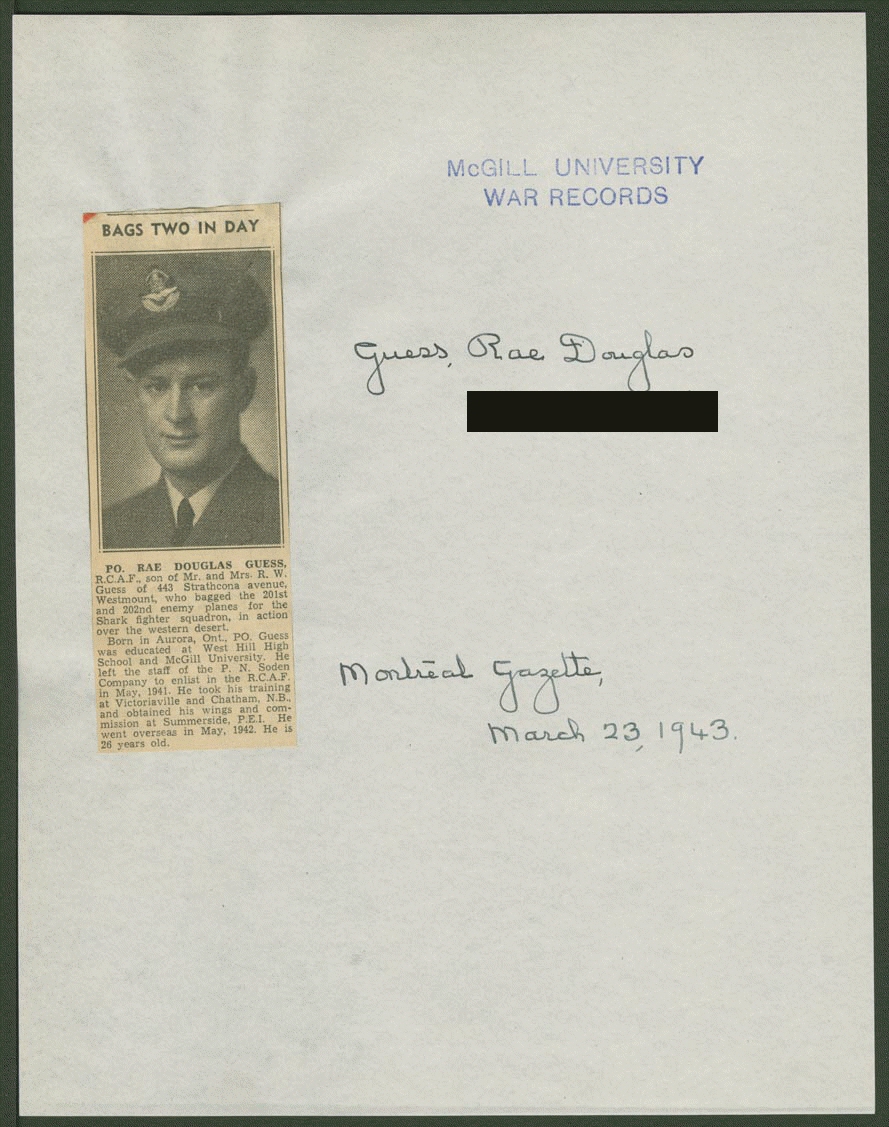 McGILL UNIVERSITY
WAR RECORDS
BAGS TWO IN DAY
Guess, Rae Douglas
PO. RAE DOUGLAS GUESS,
R.C.A.F., son of Mr. and Mrs. R. W.
Guess of 443 Strathcona avenue,
Westmount, who bagged the 201st
and 202nd enemy planes for the
Shark fighter squadron, in action
over the western desert.
Born in Aurora, Ont., PO. Guess
was educated at West Hill High
School and McGill University. He
left the staff of the P. N. Soden
Company to enlist in the R.C.A.F.
in May, 1941. He took his training
at Victoriaville and Chatham, N.B.,
and obtained his wings and com-
mission at Summerside, P.E.I. He
went overseas in May, 1942. He is
26 years old.
Montreal Gazette,
March 23, 1943.